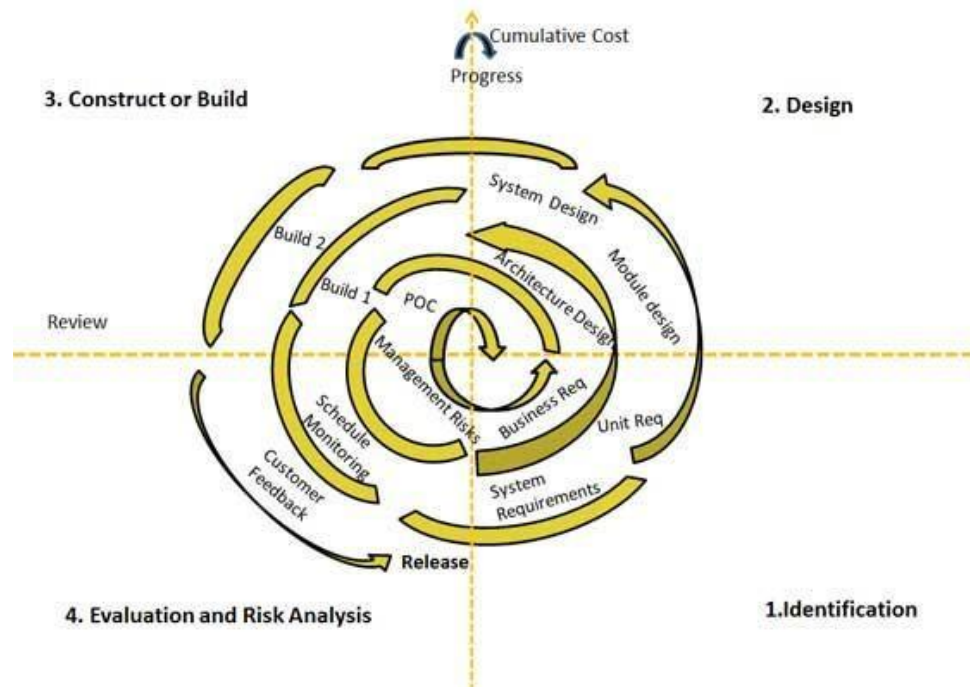 Cumulative Cost
Progress
3. Construct or Build
2. Design
System Design
Build 2
Module design
Architecture Design
Build 1
POC
Review
Management Risks
Business Req
Unit Req
Schedule
Monitoring
System
Requirements
Customer
Feedback
Release
4. Evaluation and Risk Analysis
1.Identification